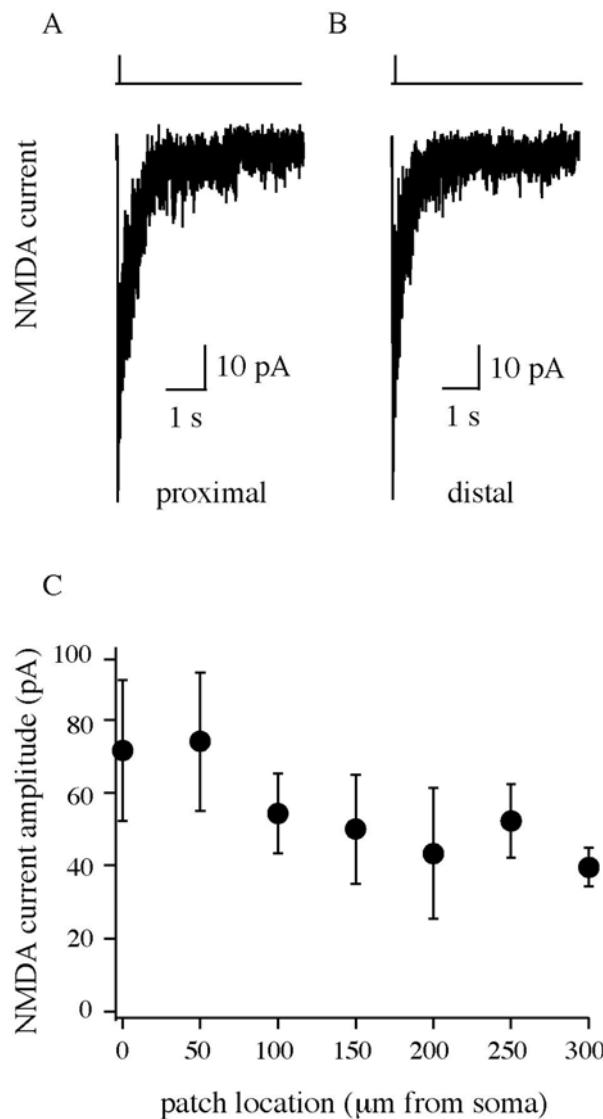 A
B
NMDA current
10 pA
1 s
proximal
10 pA
1 s
distal
C
NMDA current amplitude (pA)
100
80
60
40
20
0
0 50 100 150 200 250 300
patch location (µm from soma)